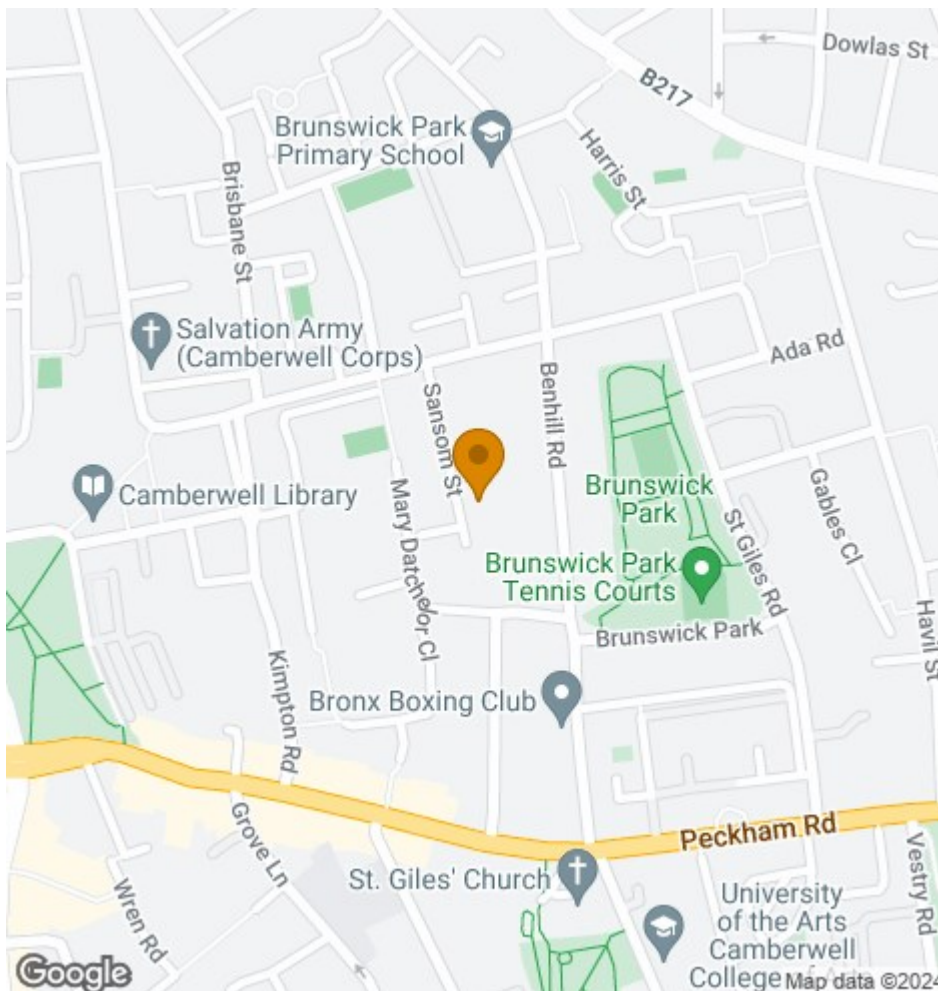 Dowlas St
B217
Brunswick Park
Primary School
Harris St
Brisbane St
Salvation Army
(Camberwell Corps)
Ada Rd
Benhill Rd
Sansom St
Camberwell Library
Mary Datchelor Cl
Brunswick
Park
Gables Cl
St Giles Rd
Brunswick Park
Tennis Courts
Havil St
Brunswick Park
Kimpton Rd
Bronx Boxing Club
Peckham Rd
Grove Ln
Wren Rd
St. Giles' Church
Vestry Rd
University
of the Arts
Camberwell
College of Arts
Google
Map data ©2024